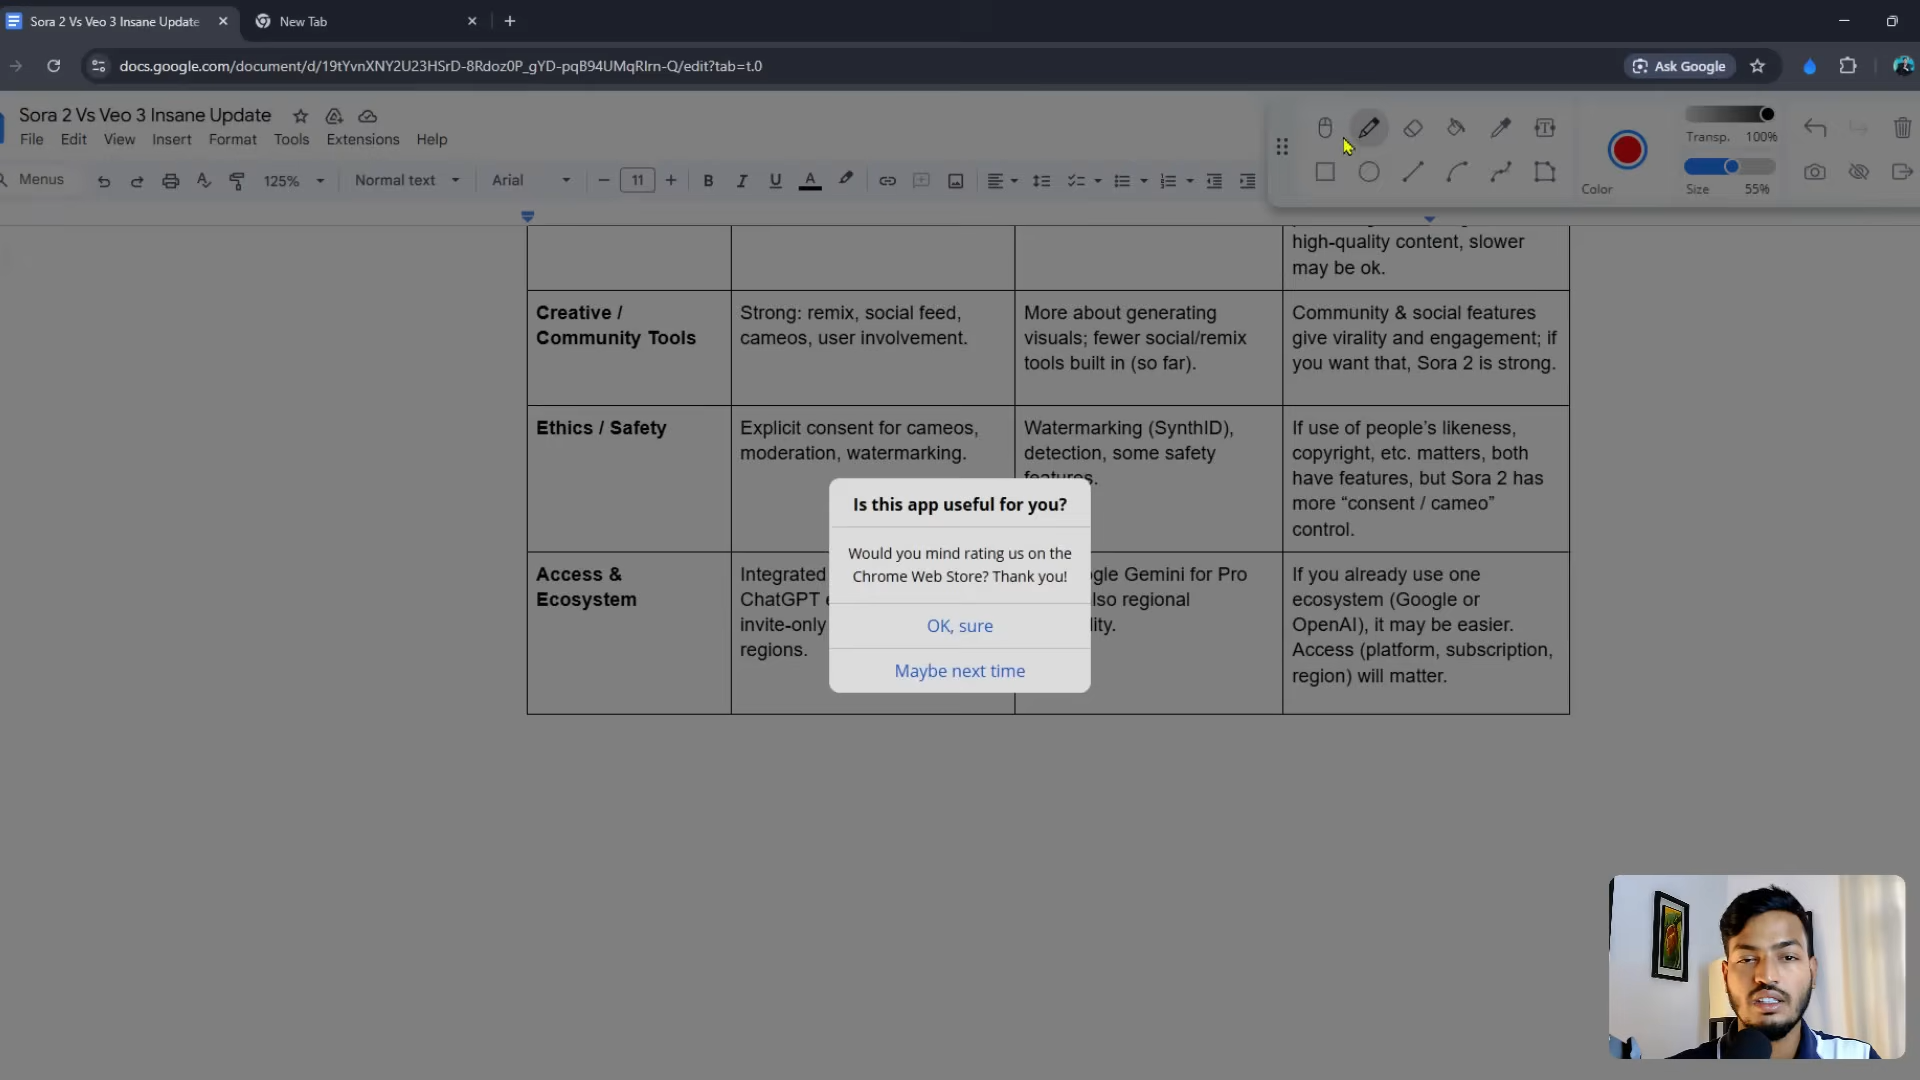 Sora 2 Vs Veo 3 Insane Update
New Tab
docs.google.com/document/d/19tYvnXNY2U23HSrD-8Rdoz0P_gYD-pqB94UMqRlrn-Q/edit?tab=t.0
Ask Google
Sora 2 Vs Veo 3 Insane Update
File Edit View Insert Format Tools Extensions Help
Menus 125% Normal text Arial 11
Transp. 100%
Color Size 55%
high-quality content, slower
may be ok.
Creative /
Community Tools
Strong: remix, social feed,
cameos, user involvement.
More about generating
visuals; fewer social/remix
tools built in (so far).
Community & social features
give virality and engagement; if
you want that, Sora 2 is strong.
Ethics / Safety
Explicit consent for cameos,
moderation, watermarking.
Watermarking (SynthID),
detection, some safety
features.
If use of people’s likeness,
copyright, etc. matters, both
have features, but Sora 2 has
more “consent / cameo”
control.
Access &
Ecosystem
Integrated
ChatGPT
invite-only
regions.
gle Gemini for Pro
lso regional
lity.
If you already use one
ecosystem (Google or
OpenAI), it may be easier.
Access (platform, subscription,
region) will matter.
Is this app useful for you?
Would you mind rating us on the
Chrome Web Store? Thank you!
OK, sure
Maybe next time